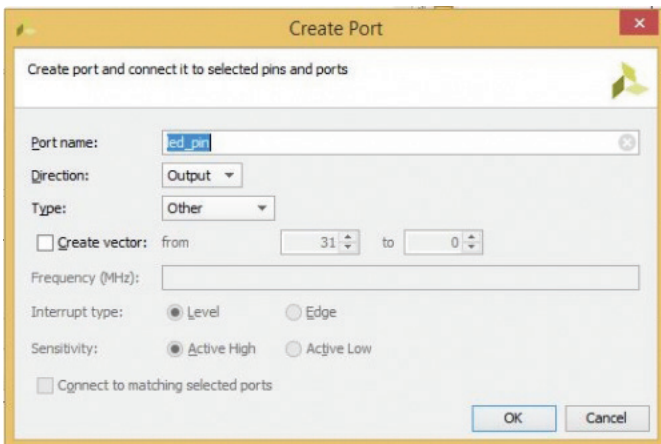 Create Port
Create port and connect it to selected pins and ports
Port name: led_pin
Direction: Output
Type: Other
Create vector: from 31 to 0
Frequency (MHz):
Interrupt type: Level Edge
Sensitivity: Active High Active Low
Connect to matching selected ports
OK Cancel